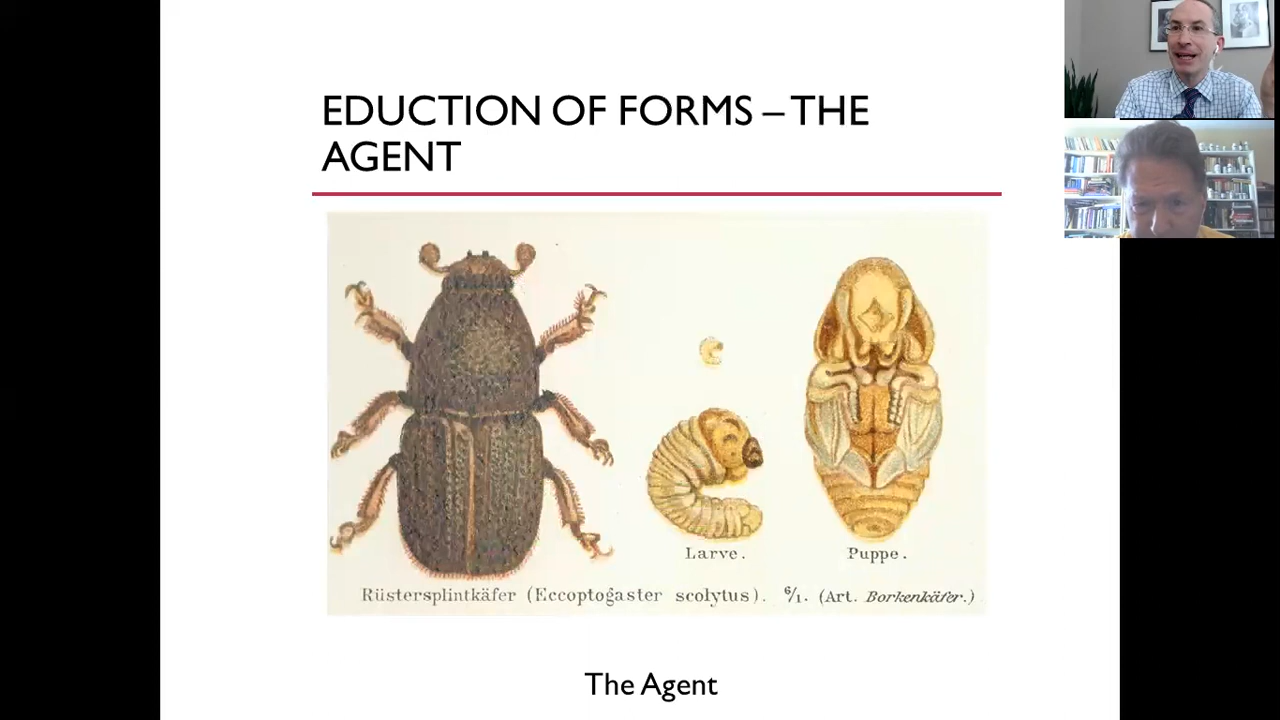 EDUCTION OF FORMS – THE
AGENT
Larve.
Puppe.
Rüstersplintkäfer (Eccoptogaster scolytus). 6/1. (Art. Borkenkäfer.)
The Agent